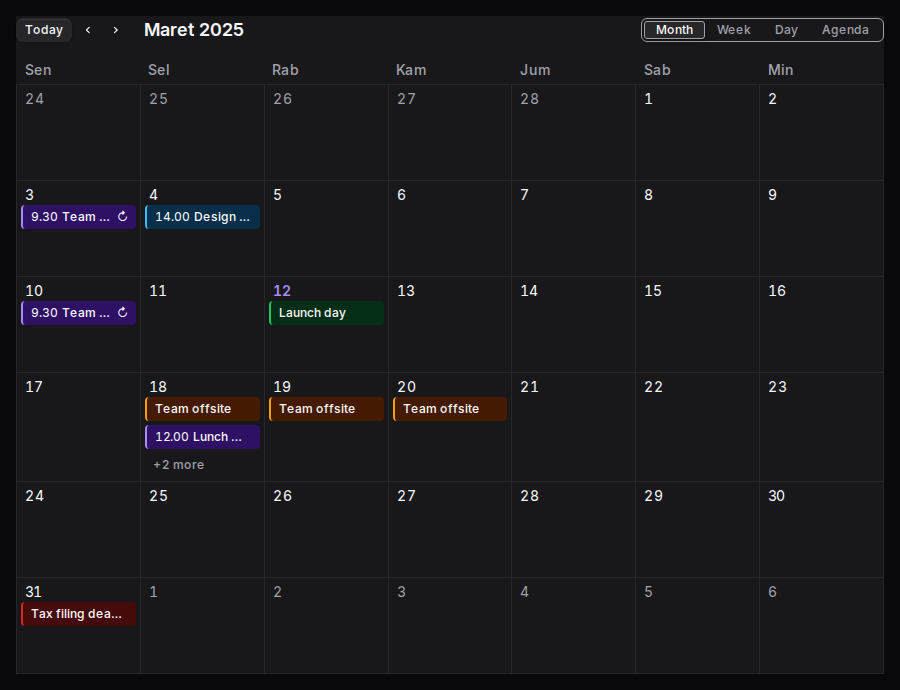 Today ‹ › Maret 2025 Month Week Day Agenda
Sen Sel Rab Kam Jum Sab Min
24 25 26 27 28 1 2
3 4 5 6 7 8 9
9.30 Team ... 14.00 Design ...
10 11 12 13 14 15 16
9.30 Team ... Launch day
17 18 19 20 21 22 23
Team offsite Team offsite Team offsite
12.00 Lunch ...
+2 more
24 25 26 27 28 29 30
31 1 2 3 4 5 6
Tax filing dea...